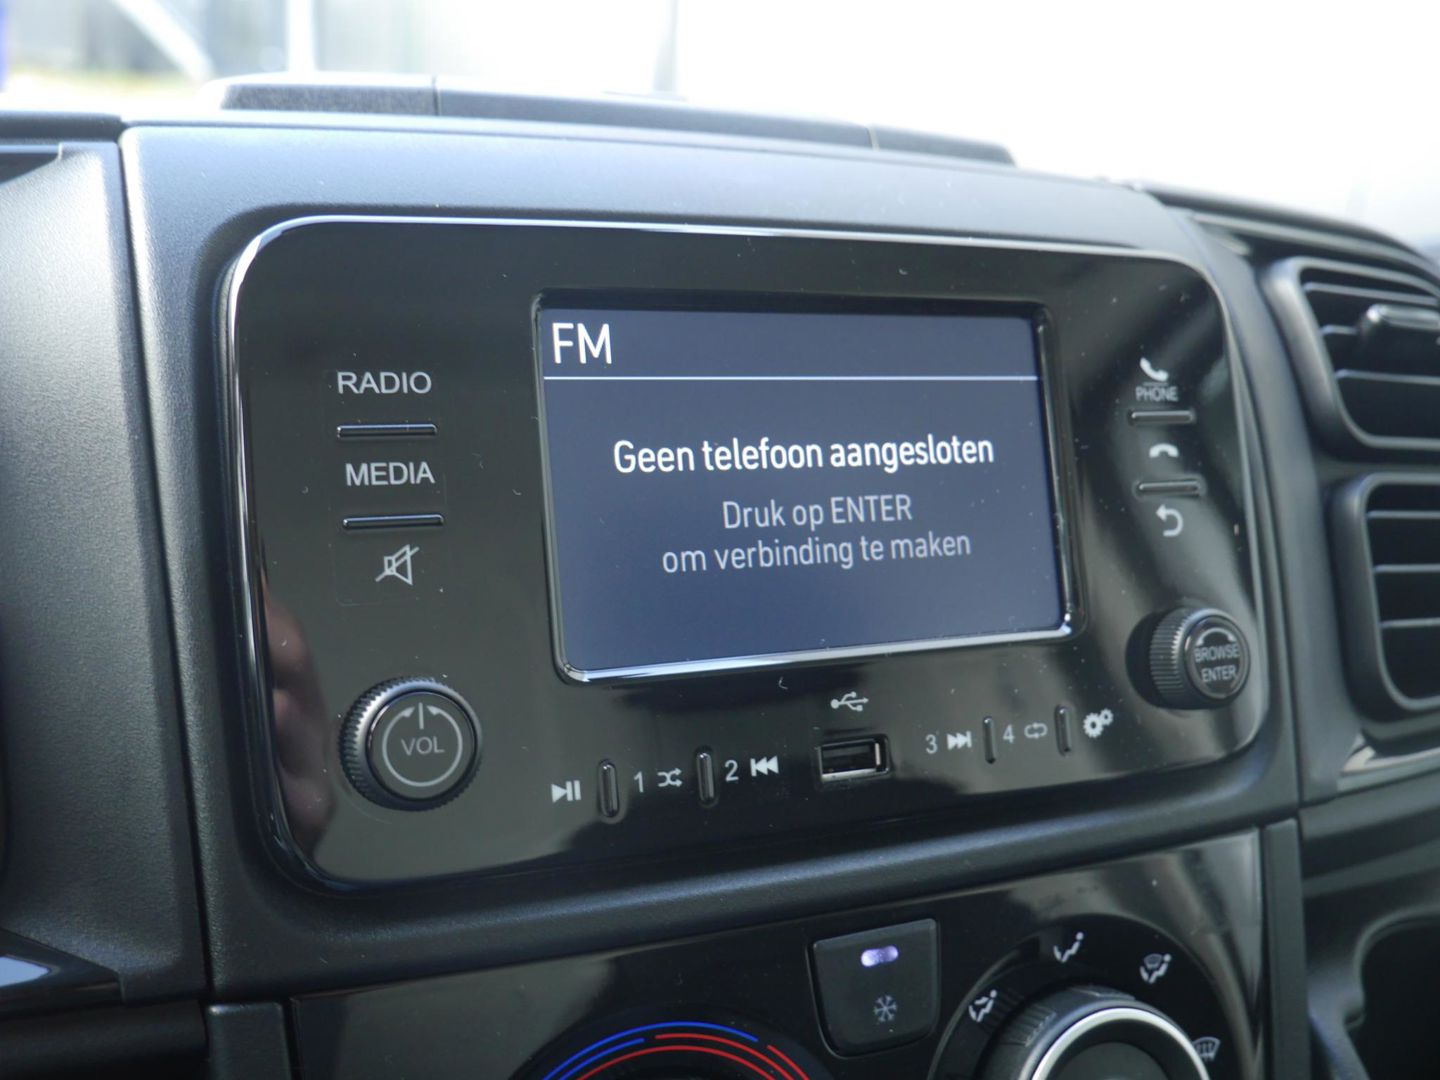 FM
RADIO
MEDIA
Geen telefoon aangesloten
Druk op ENTER
om verbinding te maken
PHONE
BROWSE
ENTER
VOL
1
2
3
4